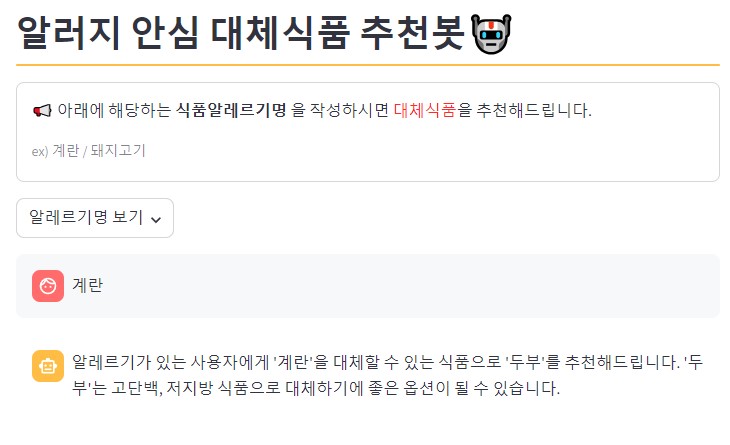 알러지 안심 대체식품 추천봇
아래에 해당하는 식품알레르기명 을 작성하시면 대체식품을 추천해드립니다.
ex) 계란 / 돼지고기
알레르기명 보기
계란
알레르기가 있는 사용자에게 '계란'을 대체할 수 있는 식품으로 '두부'를 추천해드립니다. '두
부'는 고단백, 저지방 식품으로 대체하기에 좋은 옵션이 될 수 있습니다.